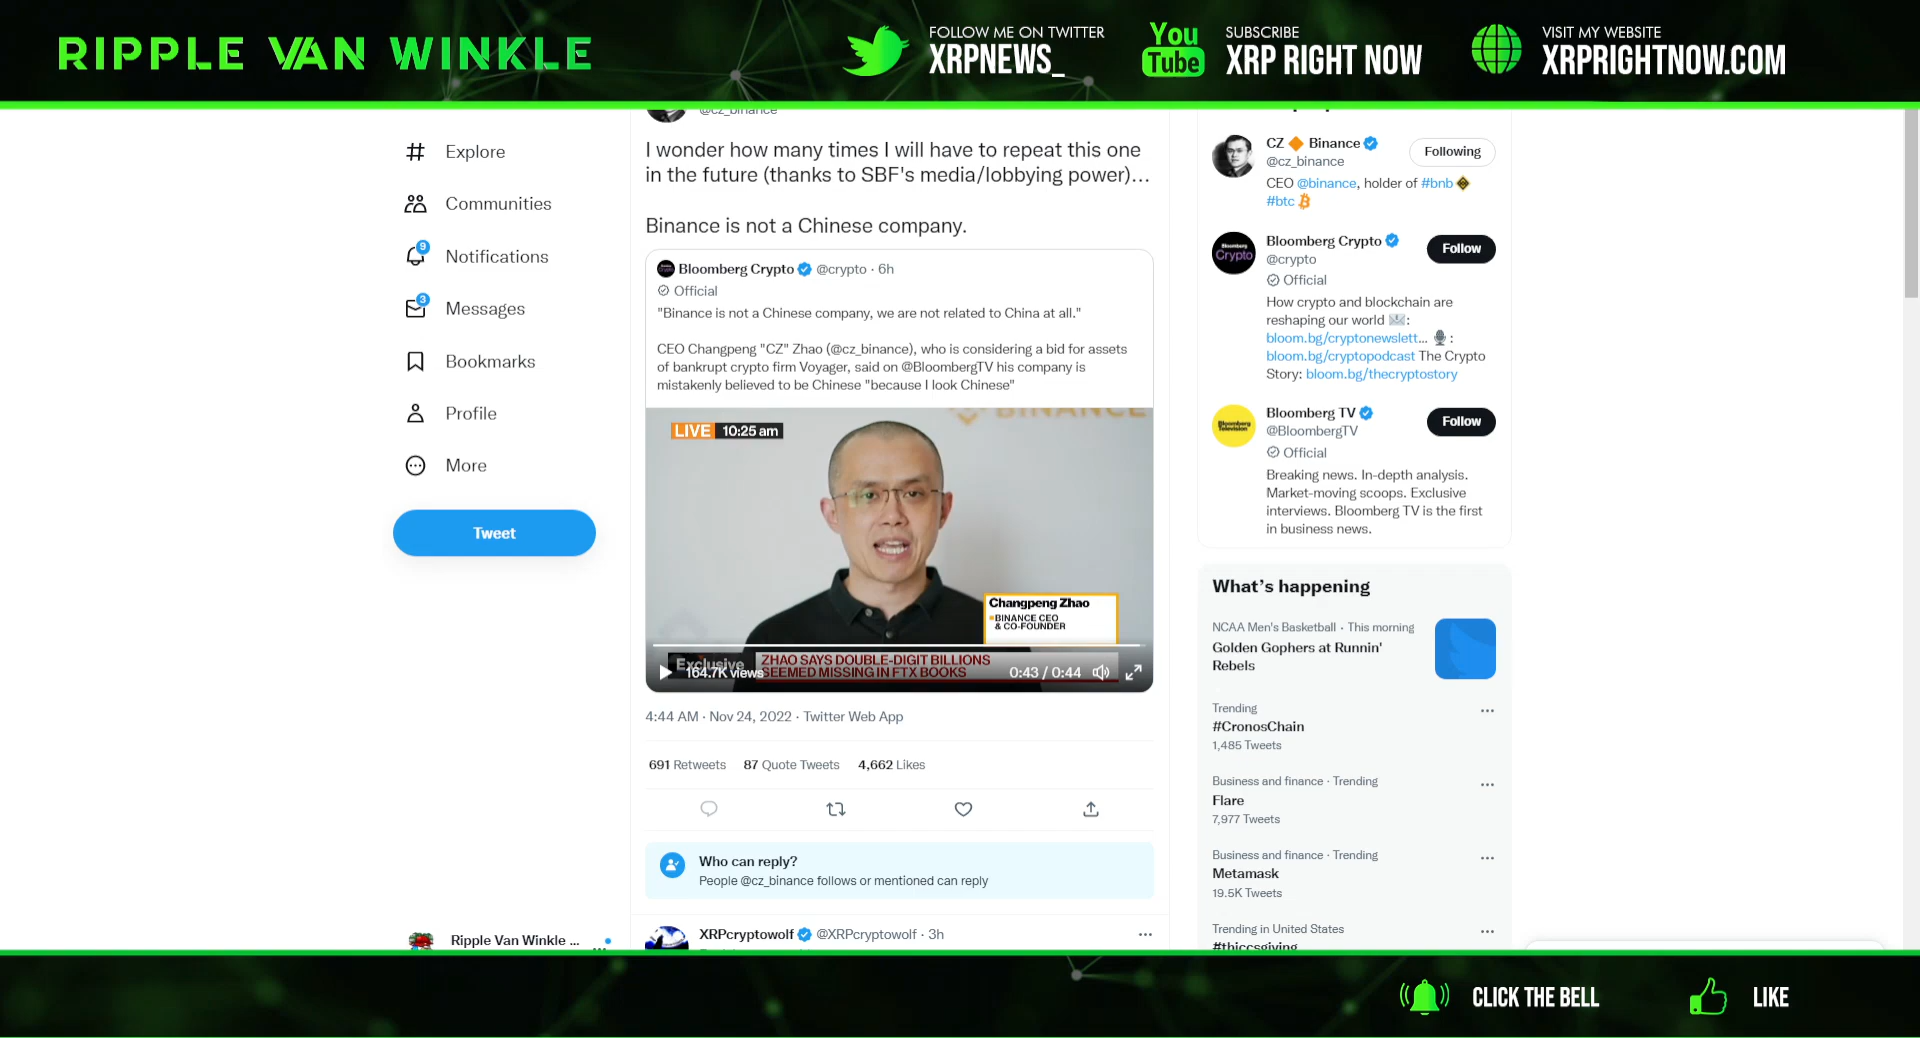 RIPPLE VAN WINKLE
FOLLOW ME ON TWITTER
XRPNEWS_
You
Tube
SUBSCRIBE
XRP RIGHT NOW
VISIT MY WEBSITE
XRPRIGHTNOW.COM
Explore
Communities
9
Notifications
3
Messages
Bookmarks
Profile
More
Tweet
Ripple Van Winkle ...
@cz_binance
I wonder how many times I will have to repeat this one
in the future (thanks to SBF's media/lobbying power)...
Binance is not a Chinese company.
Bloomberg Crypto @crypto · 6h
Official
"Binance is not a Chinese company, we are not related to China at all."
CEO Changpeng "CZ" Zhao (@cz_binance), who is considering a bid for assets
of bankrupt crypto firm Voyager, said on @BloombergTV his company is
mistakenly believed to be Chinese "because I look Chinese"
BINANCE
LIVE 10:25 am
Changpeng Zhao
BINANCE CEO
& CO-FOUNDER
Exclusive
ZHAO SAYS DOUBLE-DIGIT BILLIONS
SEEMED MISSING IN FTX BOOKS
164.7K views
0:43 / 0:44
4:44 AM · Nov 24, 2022 · Twitter Web App
691 Retweets 87 Quote Tweets 4,662 Likes
Who can reply?
People @cz_binance follows or mentioned can reply
XRPcryptowolf @XRPcryptowolf · 3h
CZ Binance
Following
@cz_binance
CEO @binance, holder of #bnb
#btc
Bloomberg Crypto
Follow
@crypto
Official
How crypto and blockchain are
reshaping our world :
bloom.bg/cryptonewslett... :
bloom.bg/cryptopodcast The Crypto
Story: bloom.bg/thecryptostory
Bloomberg TV
Follow
@BloombergTV
Official
Breaking news. In-depth analysis.
Market-moving scoops. Exclusive
interviews. Bloomberg TV is the first
in business news.
What's happening
NCAA Men's Basketball · This morning
Golden Gophers at Runnin'
Rebels
Trending
#CronosChain
1,485 Tweets
Business and finance · Trending
Flare
7,977 Tweets
Business and finance · Trending
Metamask
19.5K Tweets
Trending in United States
#thiccsgiving
CLICK THE BELL
LIKE